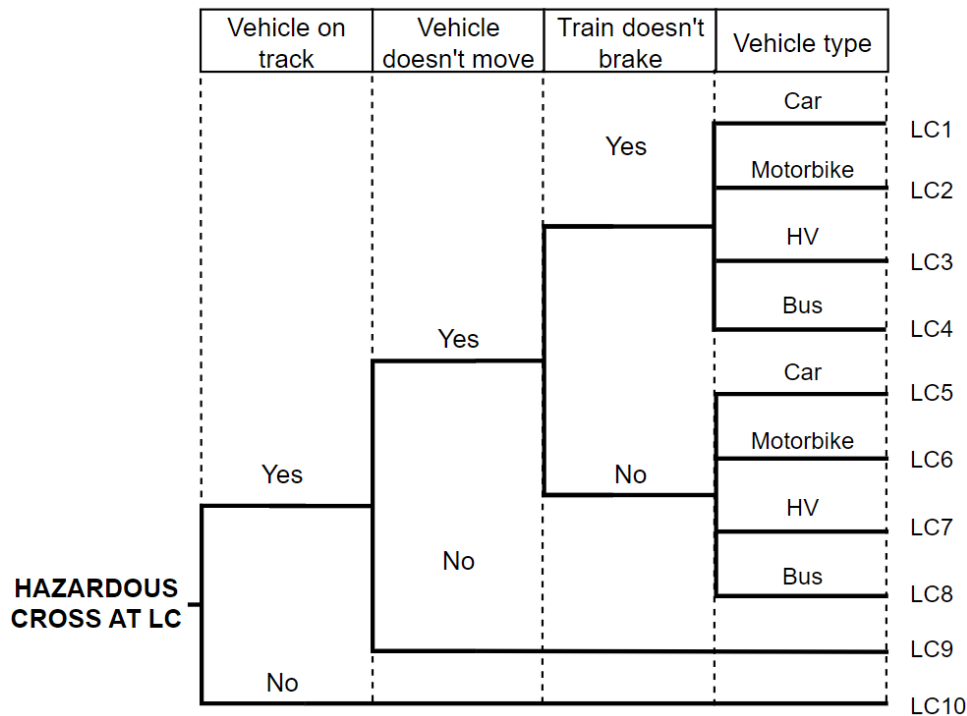 Vehicle on
track
Vehicle
doesn't move
Train doesn't
brake
Vehicle type
Car
LC1
Yes
Motorbike
LC2
HV
LC3
Bus
LC4
Yes
Car
LC5
Motorbike
LC6
Yes
No
HV
LC7
No
Bus
LC8
HAZARDOUS
CROSS AT LC
LC9
No
LC10